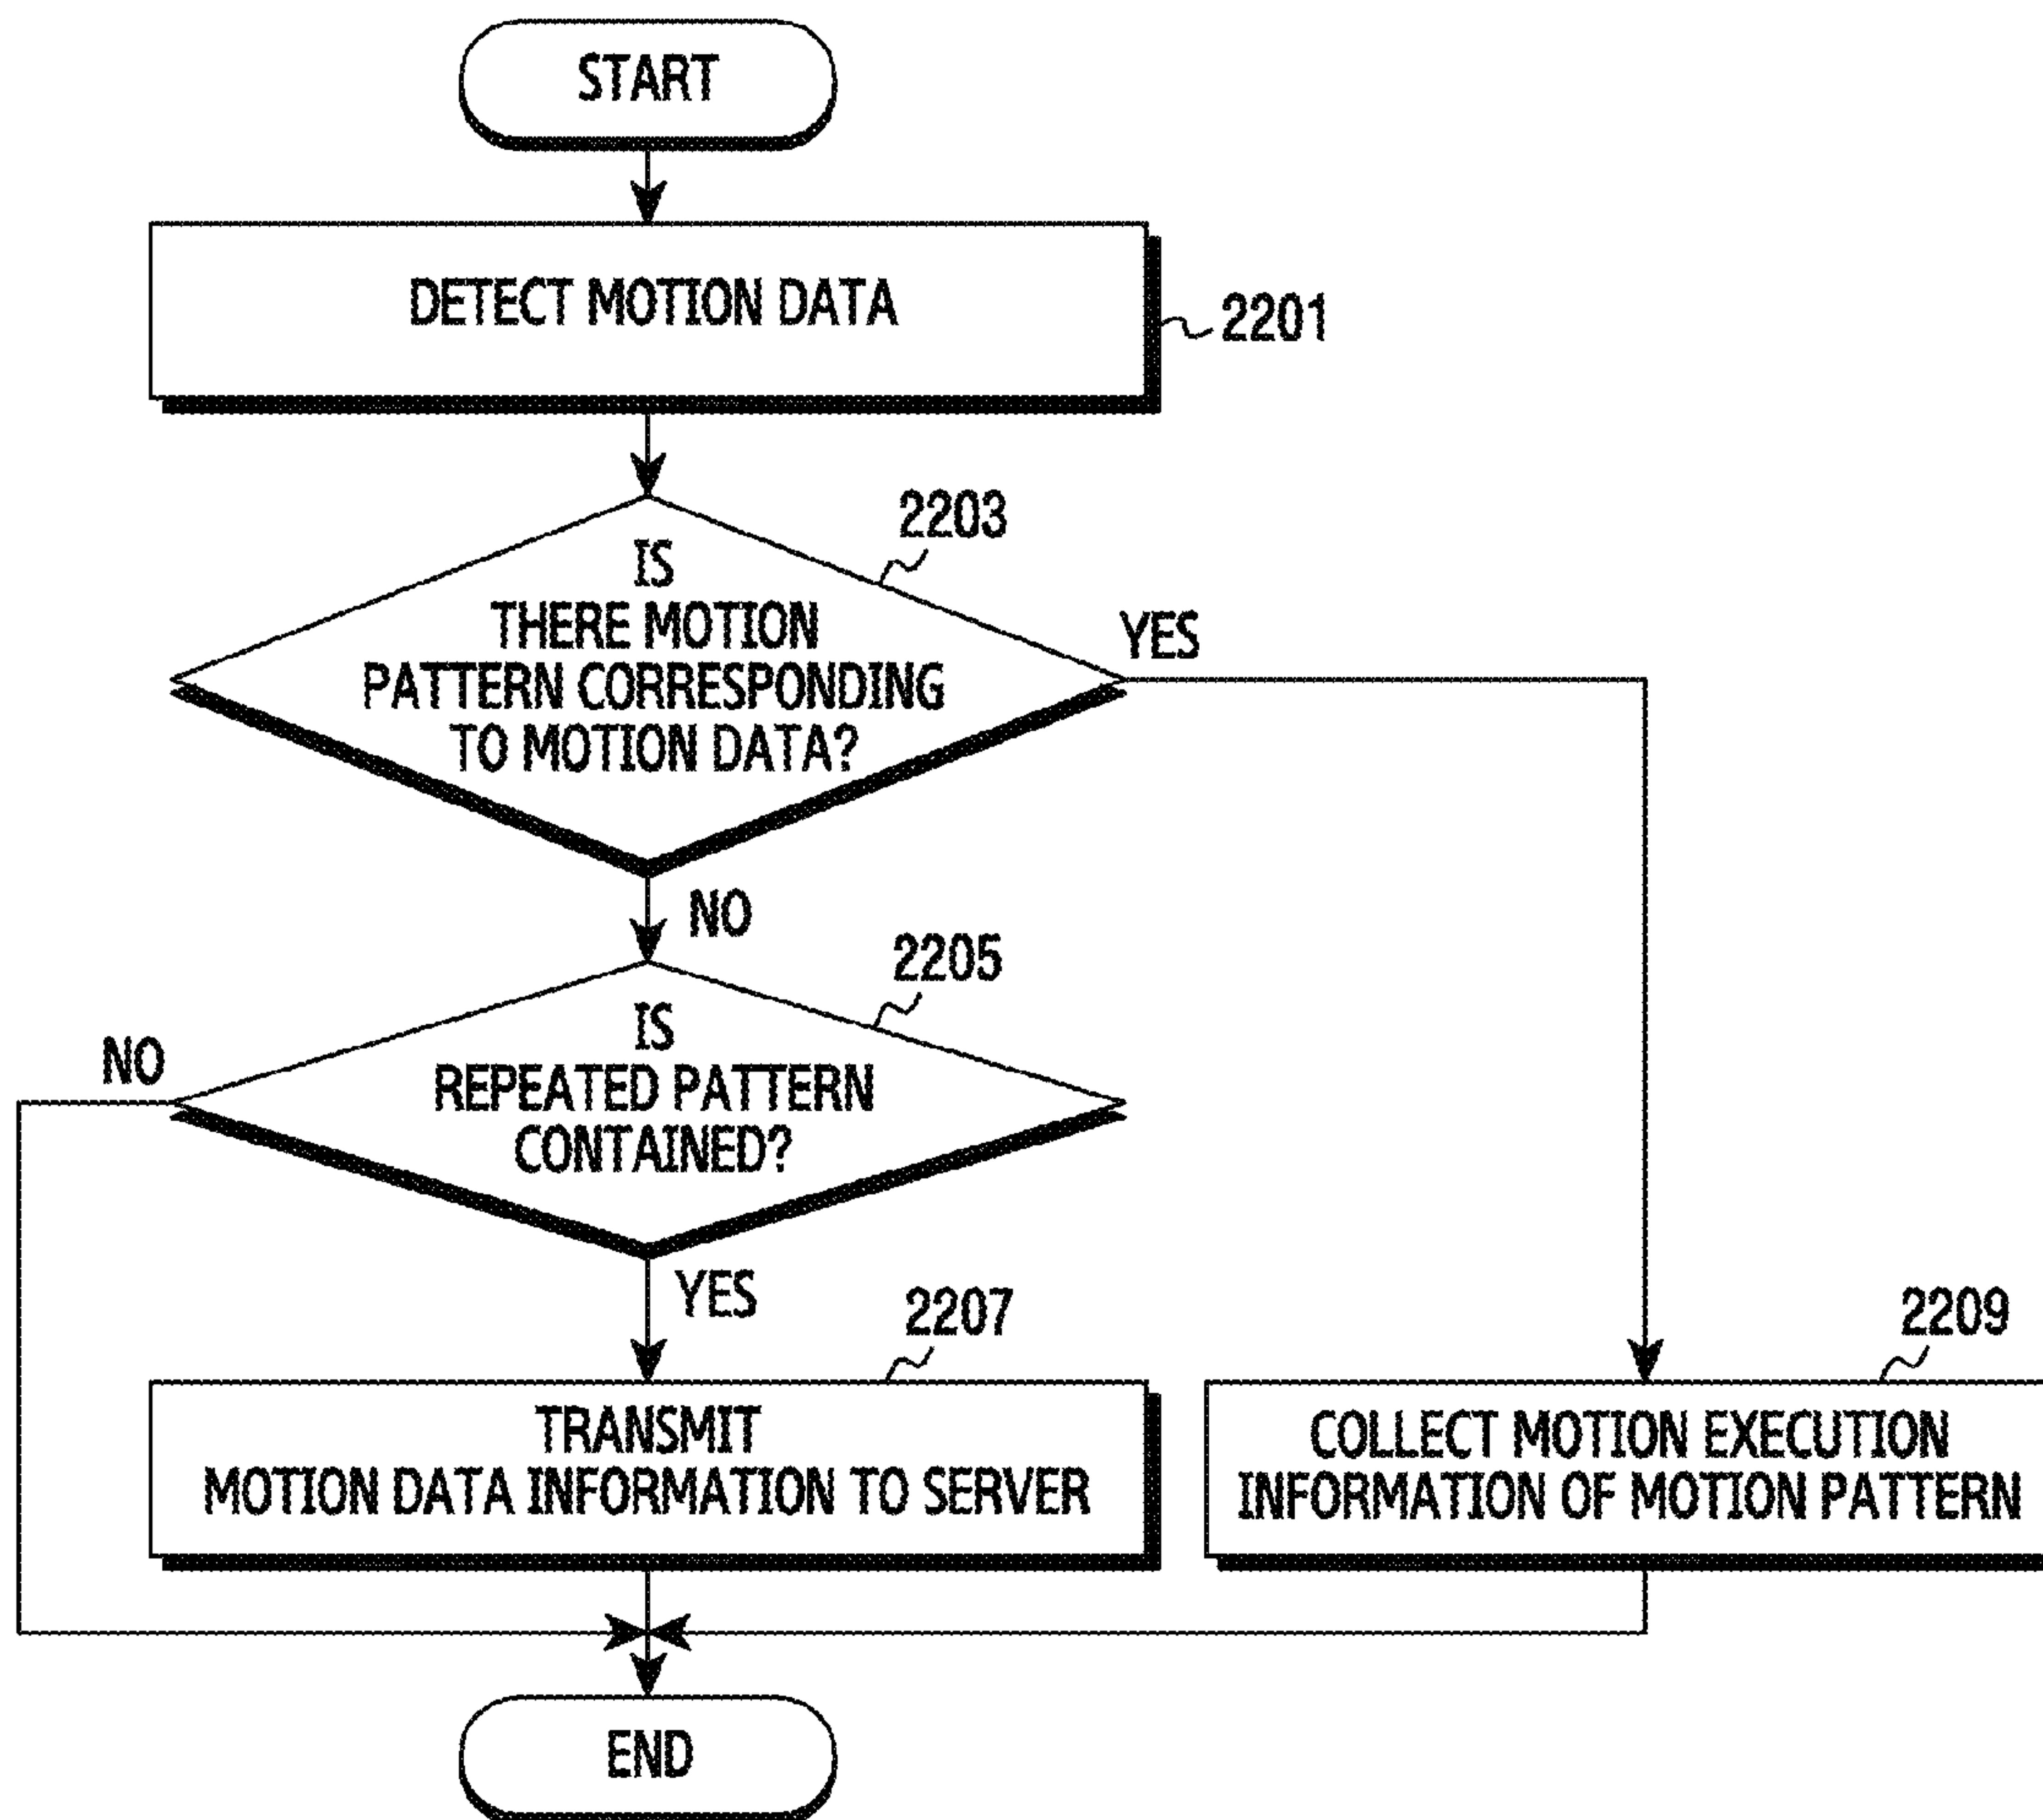 START
DETECT MOTION DATA
2201
2203
IS
THERE MOTION
PATTERN CORRESPONDING
TO MOTION DATA?
YES
NO
2205
IS
REPEATED PATTERN
CONTAINED?
NO
YES
2207
TRANSMIT
MOTION DATA INFORMATION TO SERVER
2209
COLLECT MOTION EXECUTION
INFORMATION OF MOTION PATTERN
END